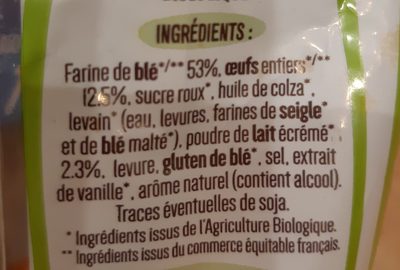 INGRÉDIENTS :
Farine de blé*/** 53%, œufs entiers*/**
12.5%, sucre roux*, huile de colza*,
levain* (eau, levures, farines de seigle*
et de blé malté*), poudre de lait écrémé*
2.3%, levure, gluten de blé*, sel, extrait
de vanille*, arôme naturel (contient alcool).
Traces éventuelles de soja.
* Ingrédients issus de l'Agriculture Biologique.
** Ingrédients issus du commerce équitable français.